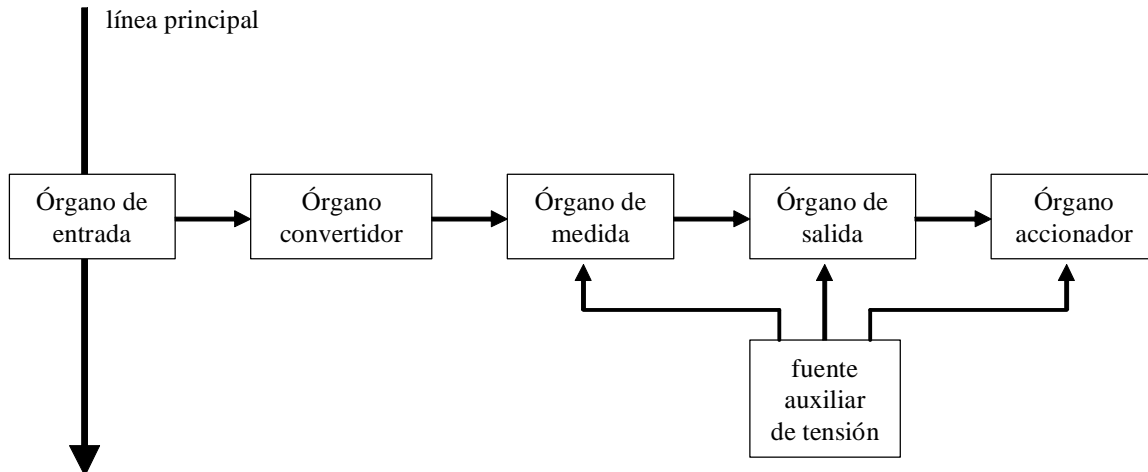 línea principal
Órgano de
entrada
Órgano
convertidor
Órgano de
medida
Órgano de
salida
Órgano
accionador
fuente
auxiliar
de tensión